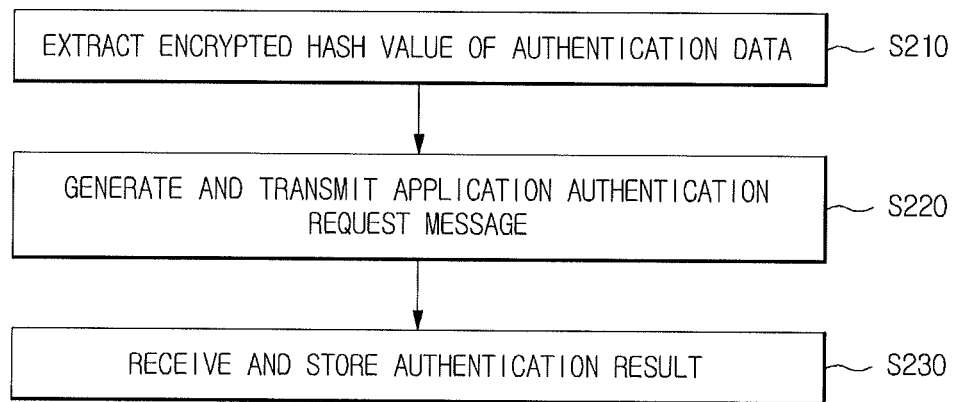 EXTRACT ENCRYPTED HASH VALUE OF AUTHENTICATION DATA
S210
GENERATE AND TRANSMIT APPLICATION AUTHENTICATION
REQUEST MESSAGE
S220
RECEIVE AND STORE AUTHENTICATION RESULT
S230